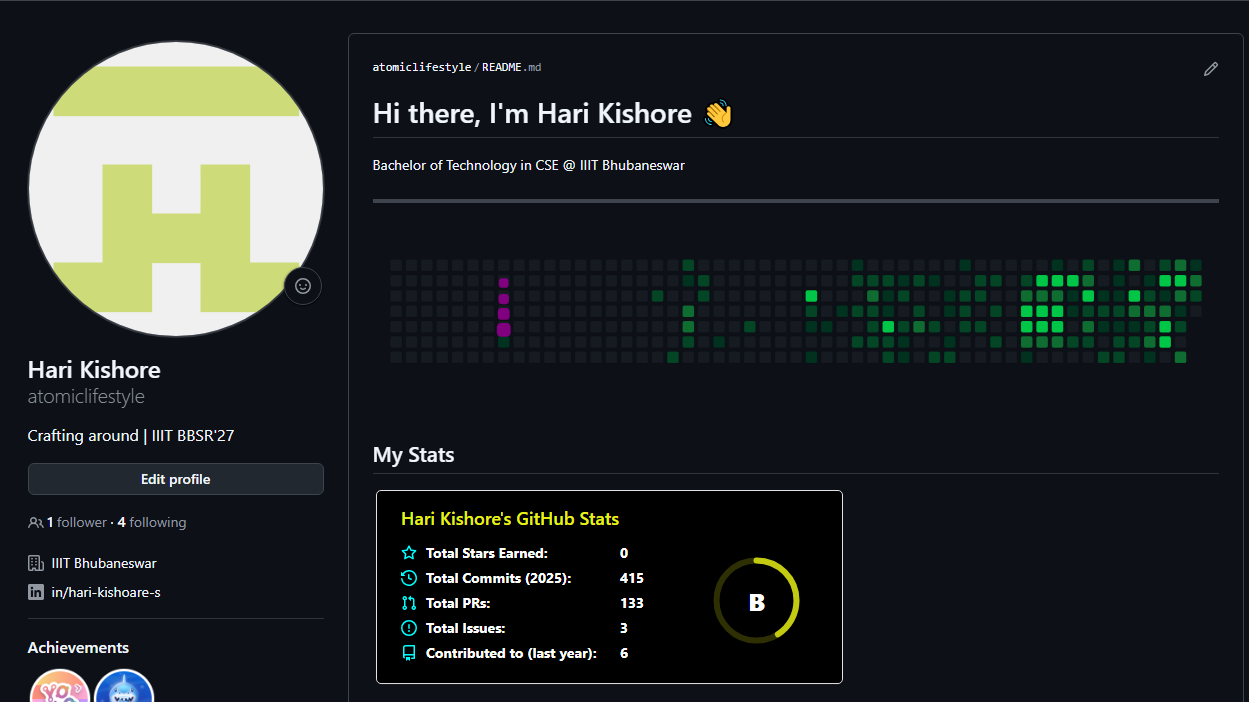 Hari Kishore
atomiclifestyle
Crafting around | IIIT BBSR'27
Edit profile
1 follower · 4 following
IIIT Bhubaneswar
in/hari-kishoare-s
Achievements
YO
atomiclifestyle/README.md
Hi there, I'm Hari Kishore 👋
Bachelor of Technology in CSE @ IIIT Bhubaneswar
My Stats
Hari Kishore's GitHub Stats
Total Stars Earned: 0
Total Commits (2025): 415
Total PRs: 133
Total Issues: 3
Contributed to (last year): 6
B